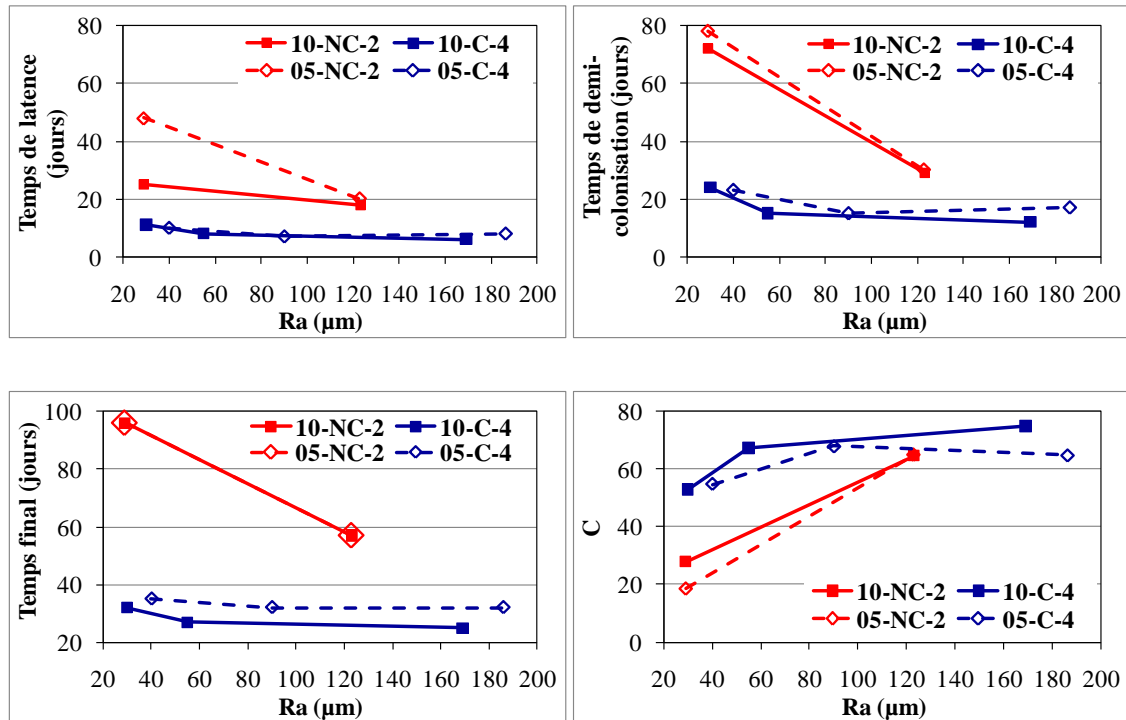 Temps de latence
(jours)
80
60
40
20
0
10-NC-2 10-C-4
05-NC-2 05-C-4
20 40 60 80 100 120 140 160 180 200
Ra (µm)
Temps de demi-
colonisation (jours)
80
60
40
20
0
10-NC-2 10-C-4
05-NC-2 05-C-4
20 40 60 80 100 120 140 160 180 200
Ra (µm)
Temps final (jours)
100
80
60
40
20
10-NC-2 10-C-4
05-NC-2 05-C-4
20 40 60 80 100 120 140 160 180 200
Ra (µm)
C
80
60
40
20
0
10-NC-2 10-C-4
05-NC-2 05-C-4
20 40 60 80 100 120 140 160 180 200
Ra (µm)